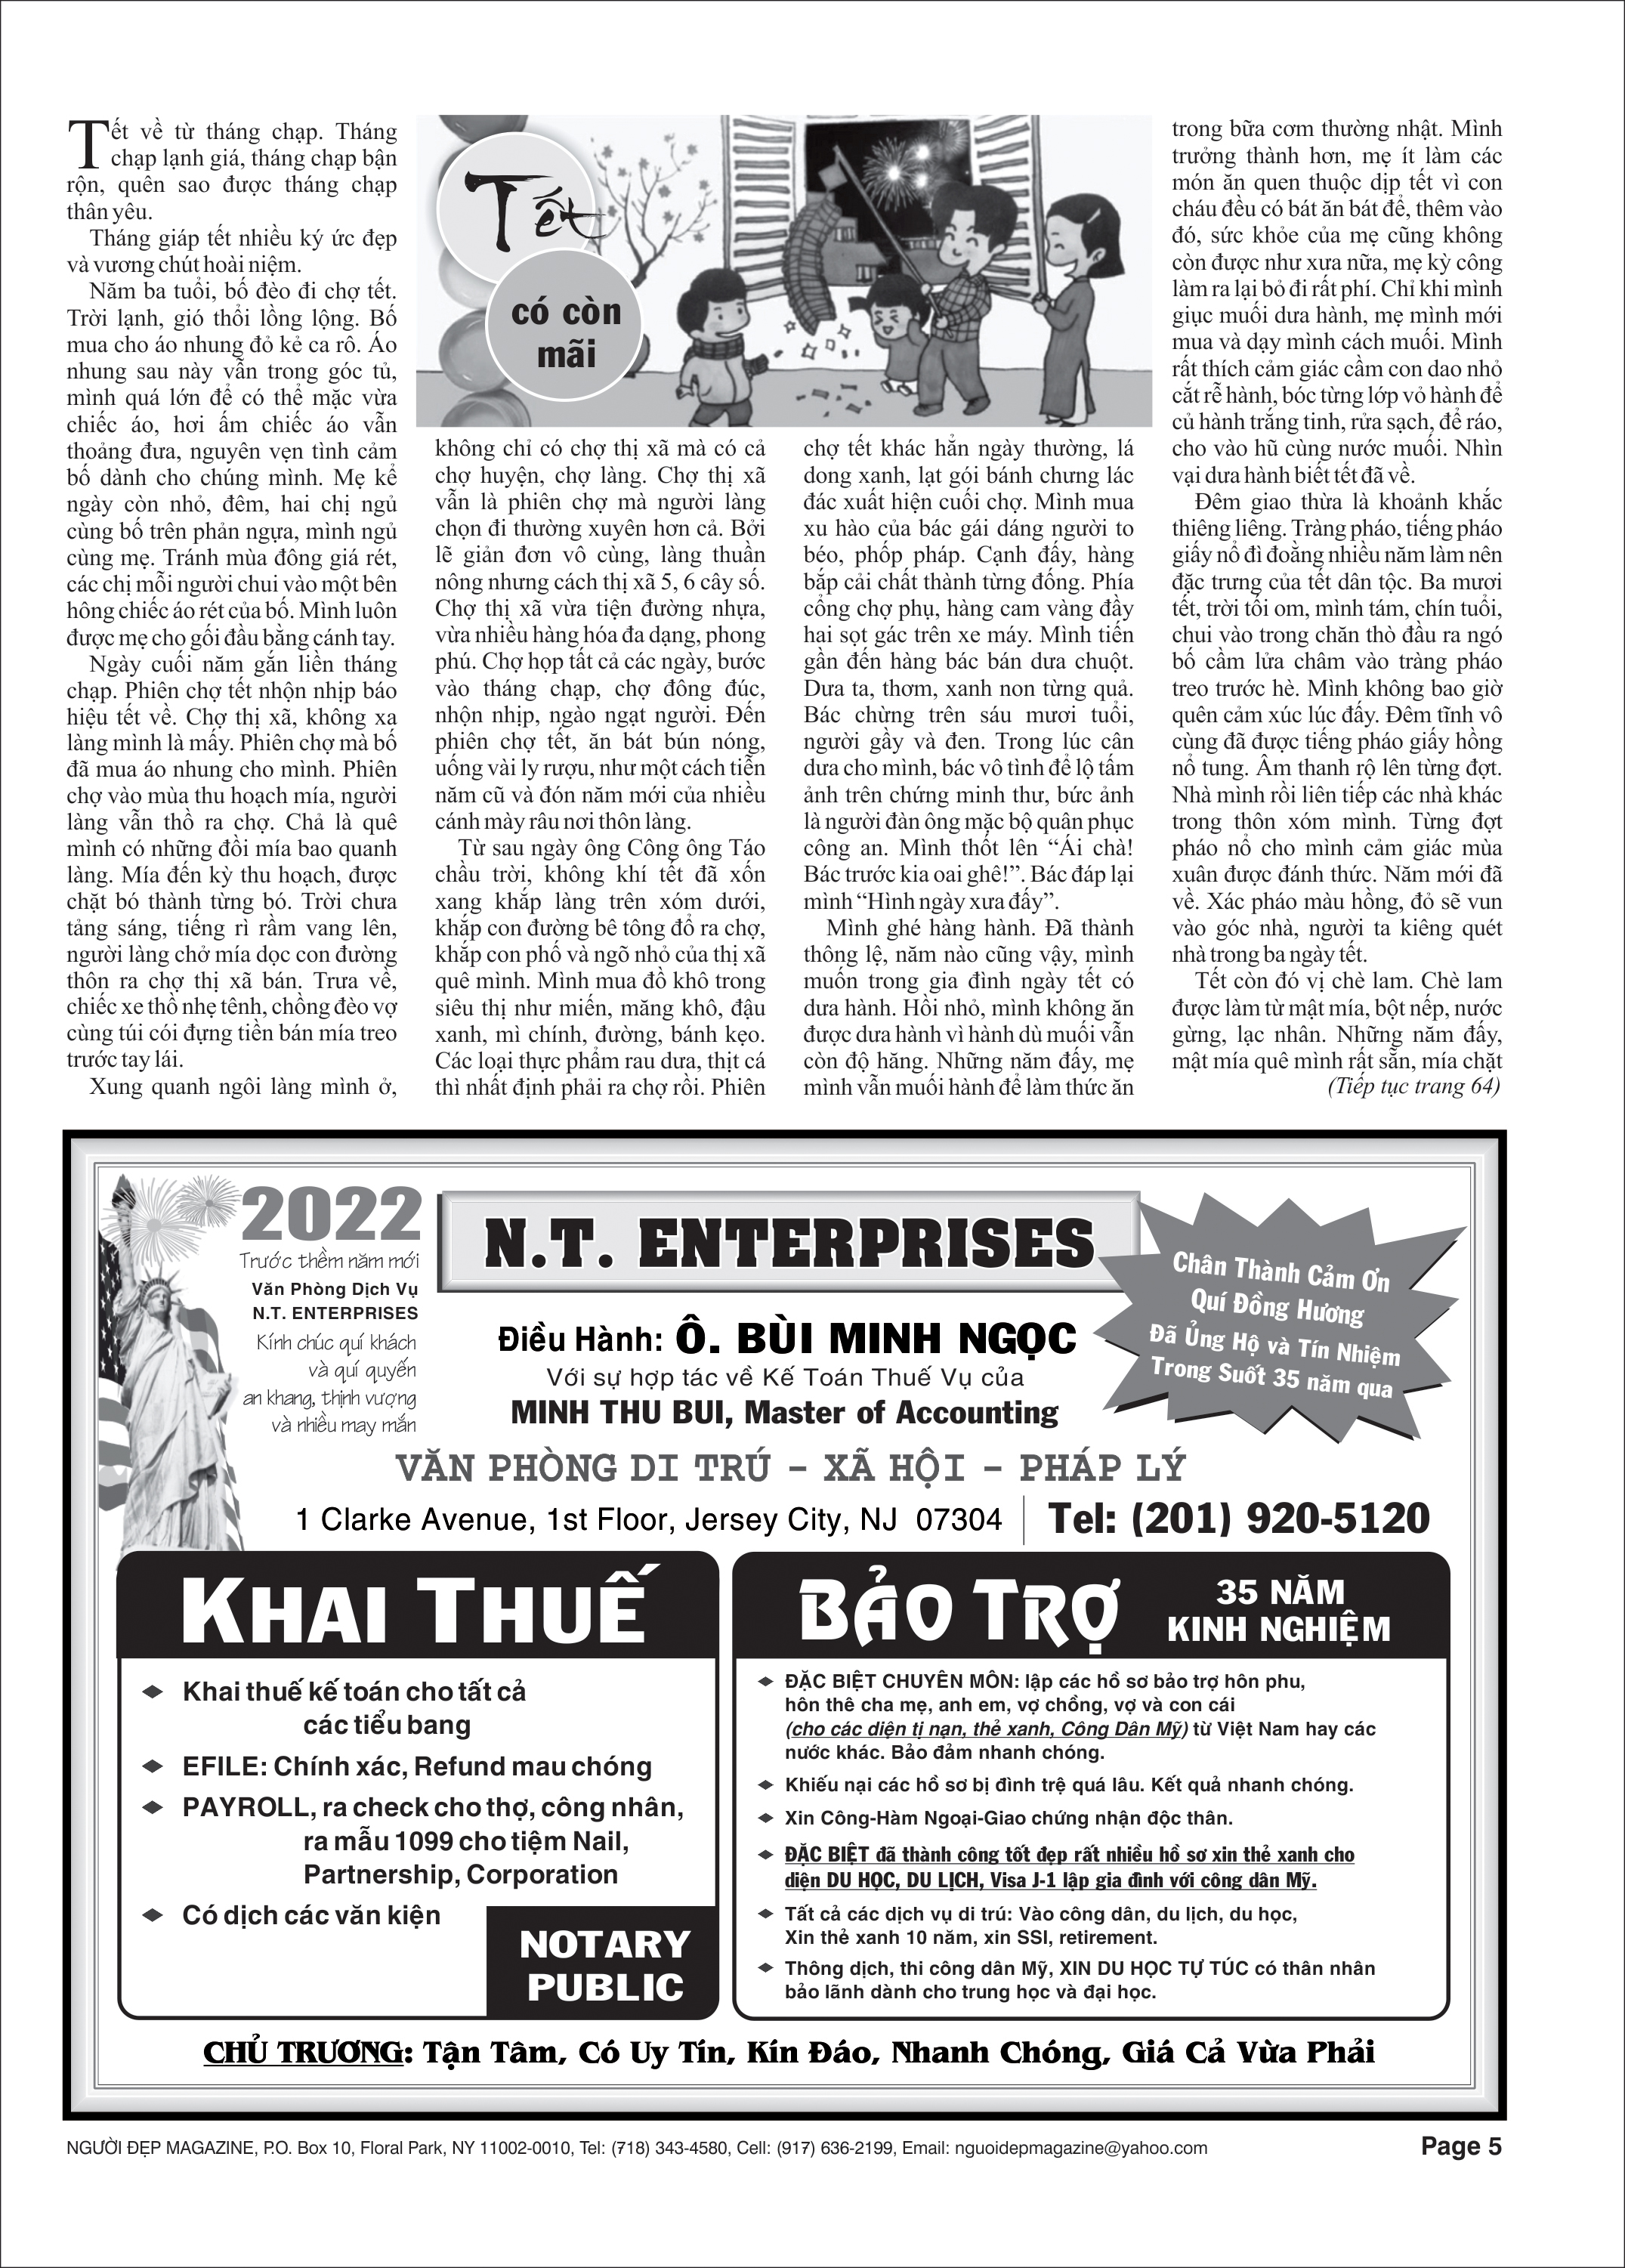 Tết có còn
mãi
Tết về từ tháng chạp. Tháng
chạp lạnh giá, tháng chạp bận
rộn, quên sao được tháng chạp
thân yêu.
Tháng giáp tết nhiều ký ức đẹp
và vương chút hoài niệm.
Năm ba tuổi, bố đèo đi chợ tết.
Trời lạnh, gió thổi lồng lộng. Bố
mua cho áo nhung đỏ kẻ ca rô. Áo
nhung sau này vẫn trong góc tủ,
mình quá lớn để có thể mặc vừa
chiếc áo, hơi ấm chiếc áo vẫn
thoảng đưa, nguyên vẹn tình cảm
bố dành cho chúng mình. Mẹ kể
ngày còn nhỏ, đêm, hai chị ngủ
cùng bố trên phản ngựa, mình ngủ
cùng mẹ. Tránh mùa đông giá rét,
các chị mỗi người chui vào một bên
hông chiếc áo rét của bố. Mình luôn
được mẹ cho gối đầu bằng cánh tay.
Ngày cuối năm gắn liền tháng
chạp. Phiên chợ tết nhộn nhịp báo
hiệu tết về. Chợ thị xã, không xa
làng mình là mấy. Phiên chợ mà bố
đã mua áo nhung cho mình. Phiên
chợ vào mùa thu hoạch mía, người
làng vẫn thồ ra chợ. Chả là quê
mình có những đồi mía bao quanh
làng. Mía đến kỳ thu hoạch, được
chặt bó thành từng bó. Trời chưa
tảng sáng, tiếng rì rầm vang lên,
người làng chở mía dọc con đường
thôn ra chợ thị xã bán. Trưa về,
chiếc xe thồ nhẹ tênh, chồng đèo vợ
cùng túi cói đựng tiền bán mía treo
trước tay lái.
Xung quanh ngôi làng mình ở,
không chỉ có chợ thị xã mà có cả
chợ huyện, chợ làng. Chợ thị xã
vẫn là phiên chợ mà người làng
chọn đi thường xuyên hơn cả. Bởi
lẽ giản đơn vô cùng, làng thuần
nông nhưng cách thị xã 5, 6 cây số.
Chợ thị xã vừa tiện đường nhựa,
vừa nhiều hàng hóa đa dạng, phong
phú. Chợ họp tất cả các ngày, bước
vào tháng chạp, chợ đông đúc,
nhộn nhịp, ngào ngạt người. Đến
phiên chợ tết, ăn bát bún nóng,
uống vài ly rượu, như một cách tiễn
năm cũ và đón năm mới của nhiều
cánh mày râu nơi thôn làng.
Từ sau ngày ông Công ông Táo
chầu trời, không khí tết đã xốn
xang khắp làng trên xóm dưới,
khắp con đường bê tông đổ ra chợ,
khắp con phố và ngõ nhỏ của thị xã
quê mình. Mình mua đồ khô trong
siêu thị như miến, măng khô, đậu
xanh, mì chính, đường, bánh kẹo.
Các loại thực phẩm rau dưa, thịt cá
thì nhất định phải ra chợ rồi. Phiên
chợ tết khác hẳn ngày thường, lá
dong xanh, lạt gói bánh chưng lác
đác xuất hiện cuối chợ. Mình mua
xu hào của bác gái dáng người to
béo, phốp pháp. Cạnh đấy, hàng
bắp cải chất thành từng đống. Phía
cổng chợ phụ, hàng cam vàng đầy
hai sọt gác trên xe máy. Mình tiến
gần đến hàng bác bán dưa chuột.
Dưa ta, thơm, xanh non từng quả.
Bác chừng trên sáu mươi tuổi,
người gầy và đen. Trong lúc cân
dưa cho mình, bác vô tình để lộ tấm
ảnh trên chứng minh thư, bức ảnh
là người đàn ông mặc bộ quân phục
công an. Mình thốt lên “Ái chà!
Bác trước kia oai ghê!”. Bác đáp lại
mình “Hình ngày xưa đấy”.
Mình ghé hàng hành. Đã thành
thông lệ, năm nào cũng vậy, mình
muốn trong gia đình ngày tết có
dưa hành. Hồi nhỏ, mình không ăn
được dưa hành vì hành dù muối vẫn
còn độ hăng. Những năm đấy, mẹ
mình vẫn muối hành để làm thức ăn
trong bữa cơm thường nhật. Mình
trưởng thành hơn, mẹ ít làm các
món ăn quen thuộc dịp tết vì con
cháu đều có bát ăn bát để, thêm vào
đó, sức khỏe của mẹ cũng không
còn được như xưa nữa, mẹ kỳ công
làm ra lại bỏ đi rất phí. Chỉ khi mình
giục muối dưa hành, mẹ mình mới
mua và dạy mình cách muối. Mình
rất thích cảm giác cầm con dao nhỏ
cắt rễ hành, bóc từng lớp vỏ hành để
củ hành trắng tinh, rửa sạch, để ráo,
cho vào hũ cùng nước muối. Nhìn
vại dưa hành biết tết đã về.
Đêm giao thừa là khoảnh khắc
thiêng liêng. Tràng pháo, tiếng pháo
giấy nổ đì đoằng nhiều năm làm nên
đặc trưng của tết dân tộc. Ba mươi
tết, trời tối om, mình tám, chín tuổi,
chui vào trong chăn thò đầu ra ngó
bố cầm lửa châm vào tràng pháo
treo trước hè. Mình không bao giờ
quên cảm xúc lúc đấy. Đêm tĩnh vô
cùng đã được tiếng pháo giấy hồng
nổ tung. Âm thanh rộ lên từng đợt.
Nhà mình rồi liên tiếp các nhà khác
trong thôn xóm mình. Từng đợt
pháo nổ cho mình cảm giác mùa
xuân được đánh thức. Năm mới đã
về. Xác pháo màu hồng, đỏ sẽ vun
vào góc nhà, người ta kiêng quét
nhà trong ba ngày tết.
Tết còn đó vị chè lam. Chè lam
được làm từ mật mía, bột nếp, nước
gừng, lạc nhân. Những năm đấy,
mật mía quê mình rất sẵn, mía chặt
(Tiếp tục trang 64)
2022
Trước thềm năm mới
Văn Phòng Dịch Vụ
N.T. ENTERPRISES
Kính chúc quí khách
và quí quyến
an khang, thịnh vượng
và nhiều may mắn
N.T. ENTERPRISES
Điều Hành: Ô. BÙI MINH NGỌC
Với sự hợp tác về Kế Toán Thuế Vụ của
MINH THU BUI, Master of Accounting
Chân Thành Cảm Ơn
Quí Đồng Hương
Đã Ủng Hộ và Tín Nhiệm
Trong Suốt 35 năm qua
VĂN PHÒNG DI TRÚ - XÃ HỘI - PHÁP LÝ
1 Clarke Avenue, 1st Floor, Jersey City, NJ 07304 Tel: (201) 920-5120
KHAI THUẾ
◆ Khai thuế kế toán cho tất cả
các tiểu bang
◆ EFILE: Chính xác, Refund mau chóng
◆ PAYROLL, ra check cho thợ, công nhân,
ra mẫu 1099 cho tiệm Nail,
Partnership, Corporation
◆ Có dịch các văn kiện
NOTARY
PUBLIC
BẢO TRỢ
35 NĂM
KINH NGHIỆM
◆ ĐẶC BIỆT CHUYÊN MÔN: lập các hồ sơ bảo trợ hôn phu,
hôn thê cha mẹ, anh em, vợ chồng, vợ và con cái
(cho các diện tị nạn, thẻ xanh, Công Dân Mỹ) từ Việt Nam hay các
nước khác. Bảo đảm nhanh chóng.
◆ Khiếu nại các hồ sơ bị đình trệ quá lâu. Kết quả nhanh chóng.
◆ Xin Công-Hàm Ngoại-Giao chứng nhận độc thân.
◆ ĐẶC BIỆT đã thành công tốt đẹp rất nhiều hồ sơ xin thẻ xanh cho
diện DU HỌC, DU LỊCH, Visa J-1 lập gia đình với công dân Mỹ.
◆ Tất cả các dịch vụ di trú: Vào công dân, du lịch, du học,
Xin thẻ xanh 10 năm, xin SSI, retirement.
◆ Thông dịch, thi công dân Mỹ, XIN DU HỌC TỰ TÚC có thân nhân
bảo lãnh dành cho trung học và đại học.
CHỦ TRƯƠNG: Tận Tâm, Có Uy Tín, Kín Đáo, Nhanh Chóng, Giá Cả Vừa Phải
NGƯỜI ĐẸP MAGAZINE, P.O. Box 10, Floral Park, NY 11002-0010, Tel: (718) 343-4580, Cell: (917) 636-2199, Email: nguoidepmagazine@yahoo.com Page 5